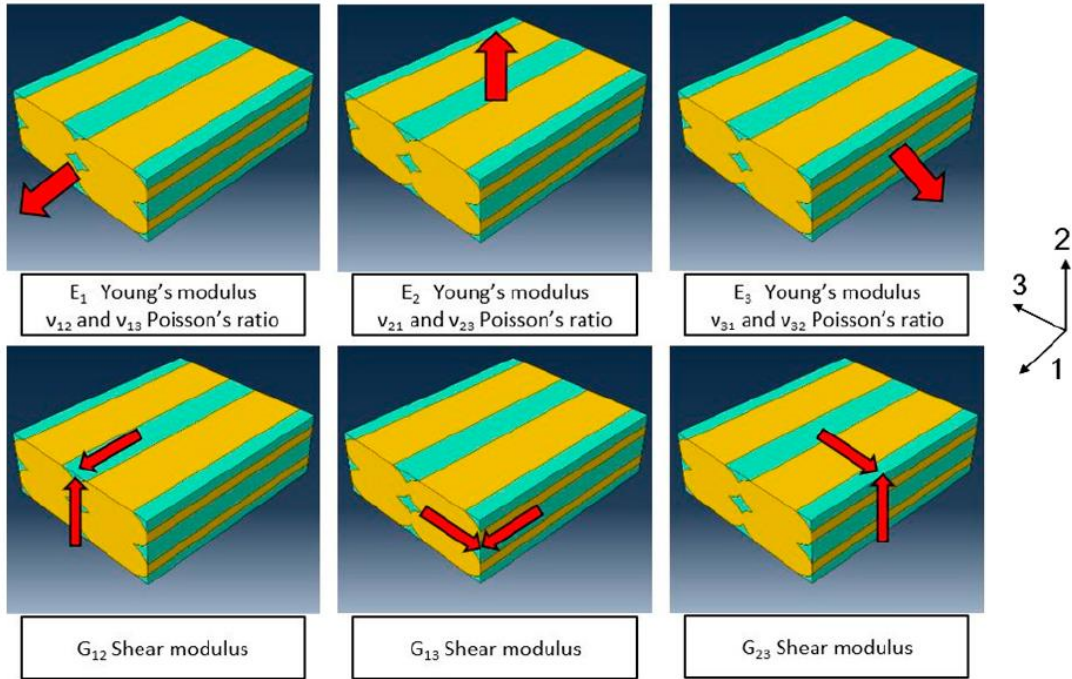 E₁ Young's modulus
ν₁₂ and ν₁₃ Poisson's ratio
E₂ Young's modulus
ν₂₁ and ν₂₃ Poisson's ratio
E₃ Young's modulus
ν₃₁ and ν₃₂ Poisson's ratio
2
3
1
G₁₂ Shear modulus
G₁₃ Shear modulus
G₂₃ Shear modulus